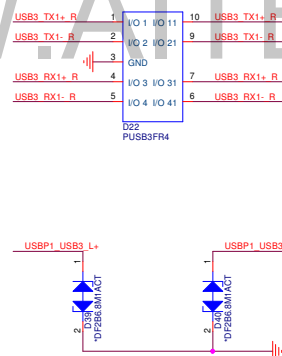 USB3_TX1+_R 1 I/O 1 I/O 11 10 USB3_TX1+_R
USB3_TX1-_R 2 I/O 2 I/O 21 9 USB3_TX1-_R
3 GND
USB3_RX1+_R 4 I/O 3 I/O 31 7 USB3_RX1+_R
USB3_RX1-_R 5 I/O 4 I/O 41 6 USB3_RX1-_R
D22
PUSB3FR4
USBP1_USB3_L+ USBP1_USB3
1 1
D39 D40
*DF2B6.8M1ACT *DF2B6.8M1ACT
2 2